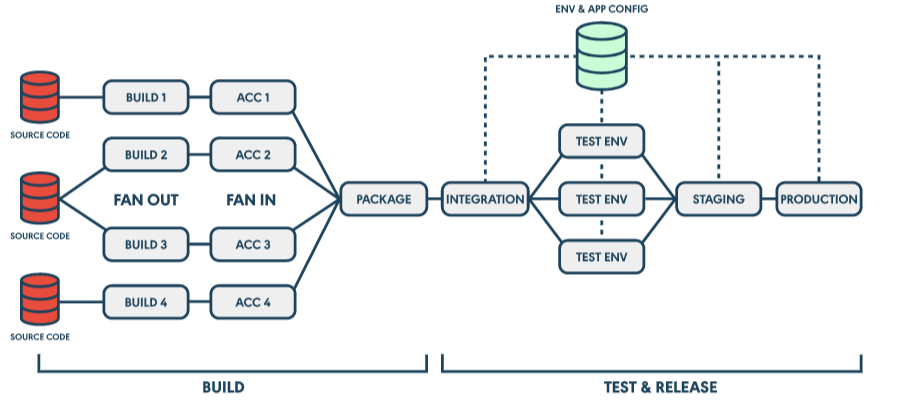 ENV & APP CONFIG
SOURCE CODE
BUILD 1
ACC 1
BUILD 2
ACC 2
TEST ENV
SOURCE CODE
FAN OUT
FAN IN
PACKAGE
INTEGRATION
TEST ENV
STAGING
PRODUCTION
BUILD 3
ACC 3
TEST ENV
SOURCE CODE
BUILD 4
ACC 4
BUILD
TEST & RELEASE